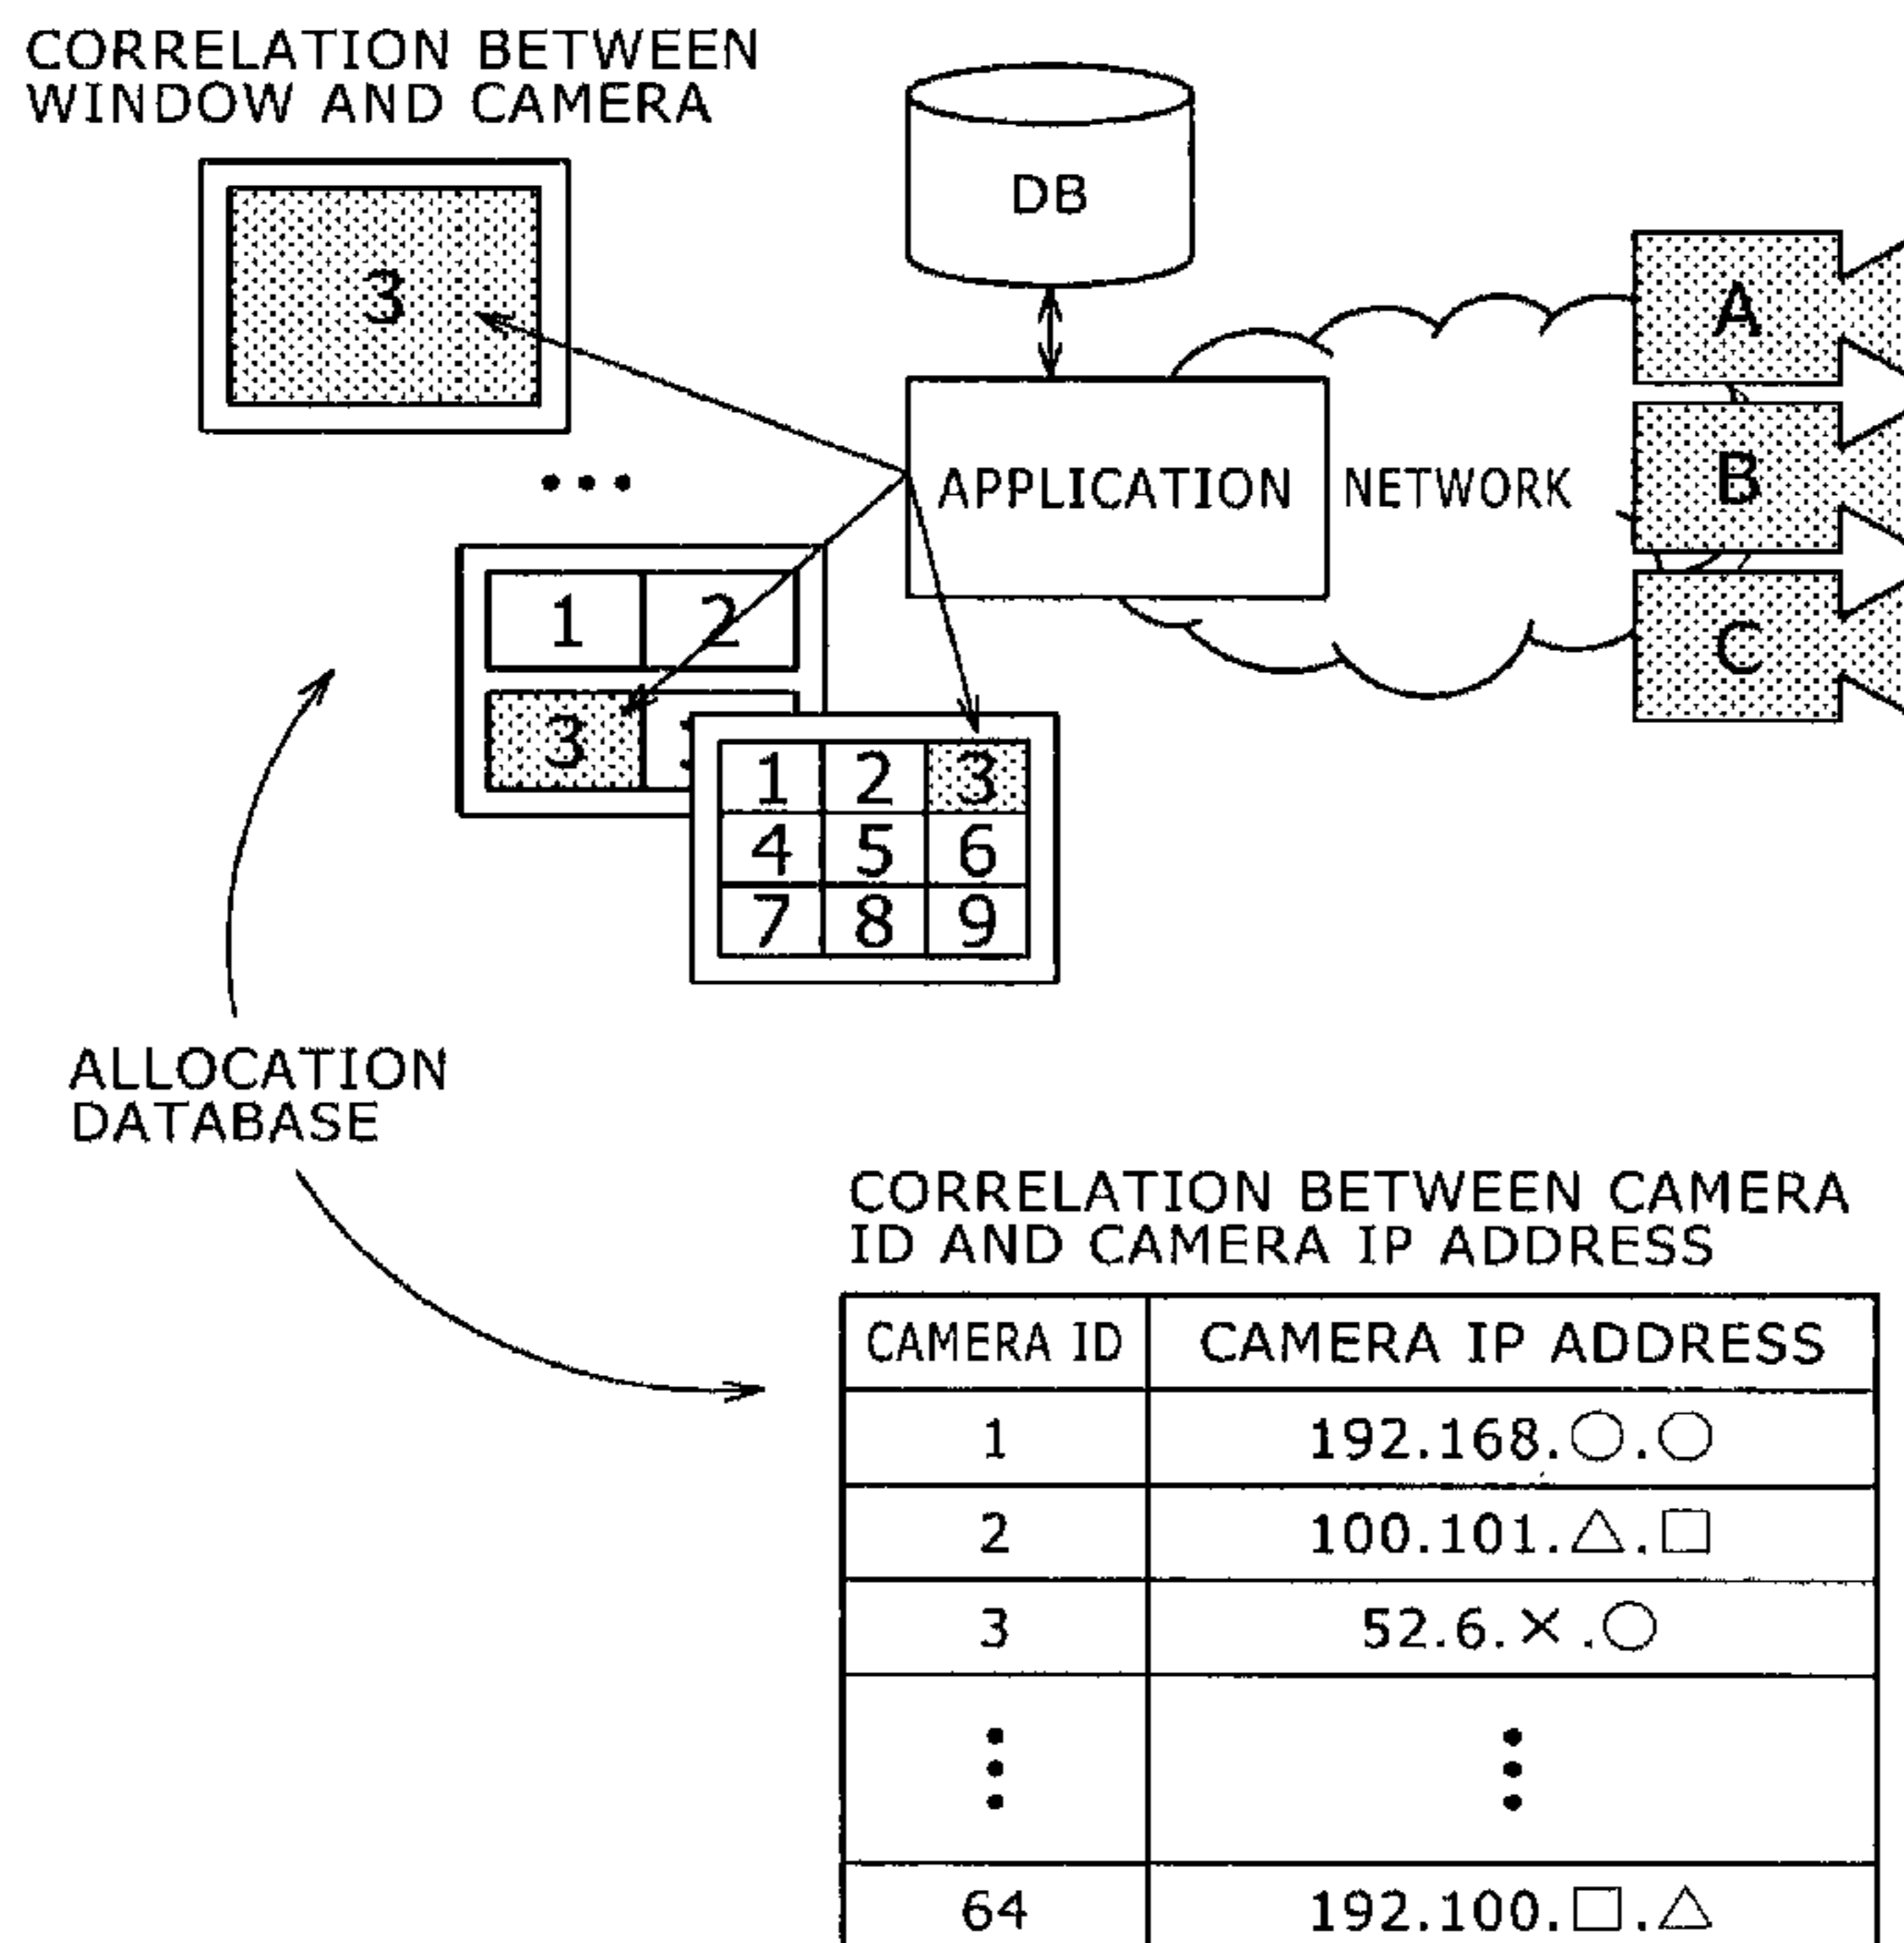 CORRELATION BETWEEN
WINDOW AND CAMERA
DB
3
A
APPLICATION
NETWORK
B
1 2
C
3
1 2 3
4 5 6
7 8 9
ALLOCATION
DATABASE
CORRELATION BETWEEN CAMERA
ID AND CAMERA IP ADDRESS
CAMERA ID CAMERA IP ADDRESS
1 192.168.○.○
2 100.101.△.□
3 52.6.×.○
64 192.100.□.△